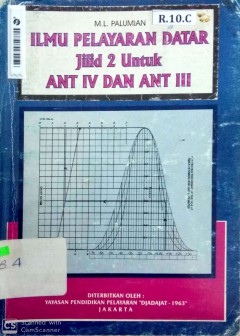 M.L. PALUMIAN
R.10.C
ILMU PELAYARAN DATAR
Jilid 2 Untuk
ANT IV DAN ANT III
DITERBITKAN OLEH :
YAYASAN PENDIDIKAN PELAYARAN "DJADAJAT - 1963"
JAKARTA
CS Scanned with
CamScanner